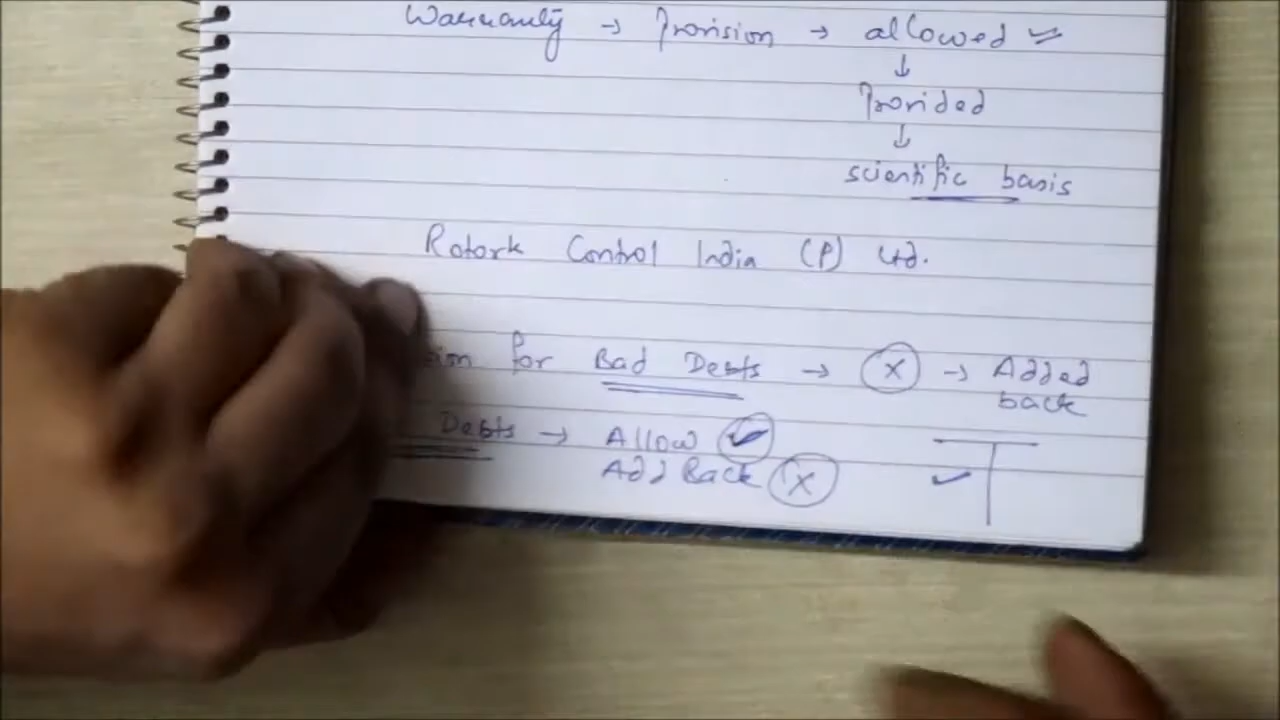 Warranty → Provision → allowed
↓
Provided
↓
scientific basis
Rotork Control India (P) Ltd.
sion for Bad Debts → X → Added
back
Debts → Allow ✓
Add Back X